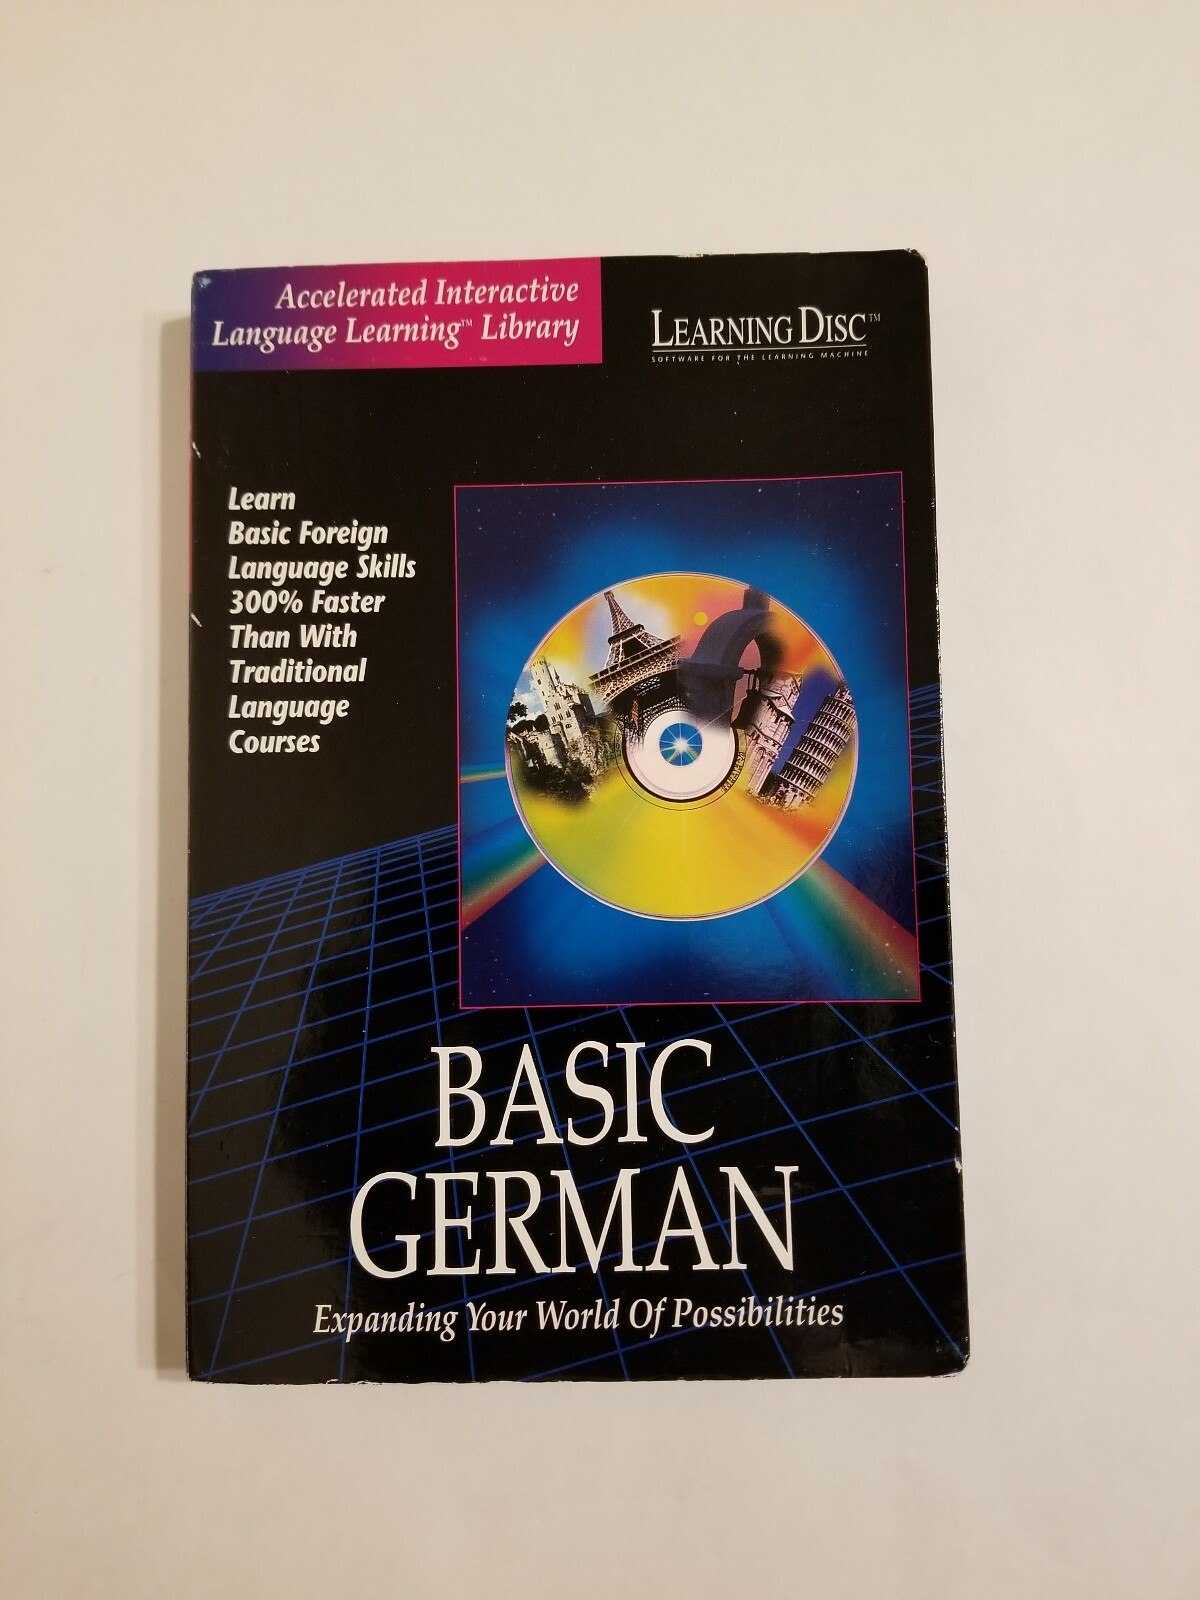 Accelerated Interactive
Language Learning™ Library
LEARNING DISC™
SOFTWARE FOR THE LEARNING MACHINE
Learn
Basic Foreign
Language Skills
300% Faster
Than With
Traditional
Language
Courses
BASIC
GERMAN
Expanding Your World Of Possibilities